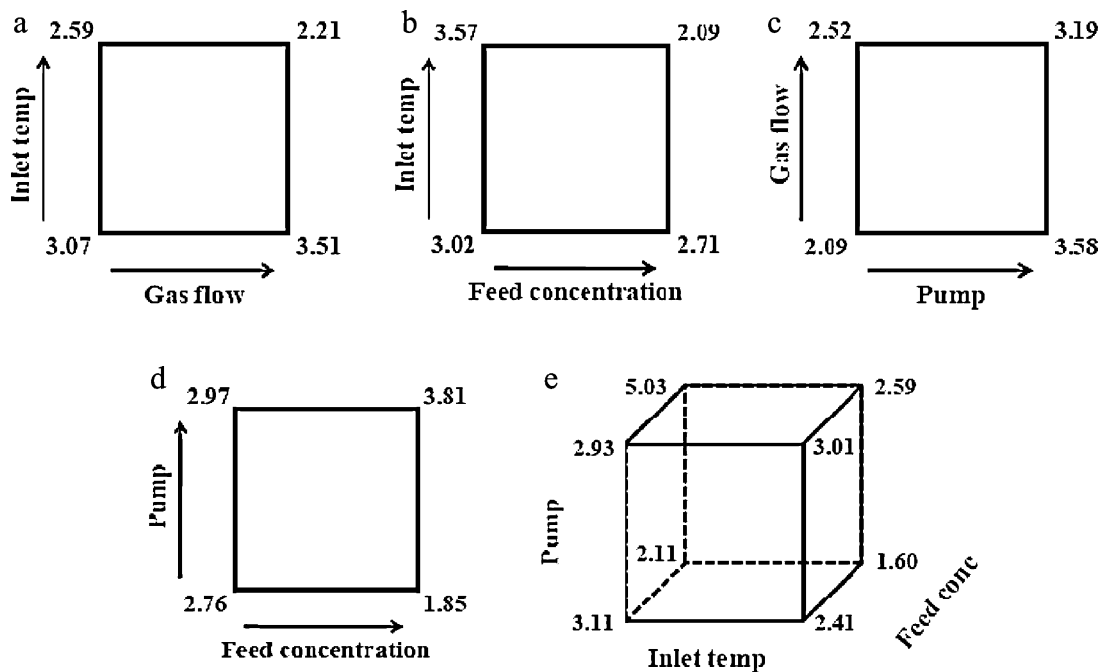 a
2.59
2.21
Inlet temp
3.07
3.51
Gas flow
b
3.57
2.09
Inlet temp
3.02
2.71
Feed concentration
c
2.52
3.19
Gas flow
2.09
3.58
Pump
d
2.97
3.81
Pump
2.76
1.85
Feed concentration
e
5.03
2.59
2.93
3.01
Pump
2.11
1.60
3.11
2.41
Inlet temp
Feed conc